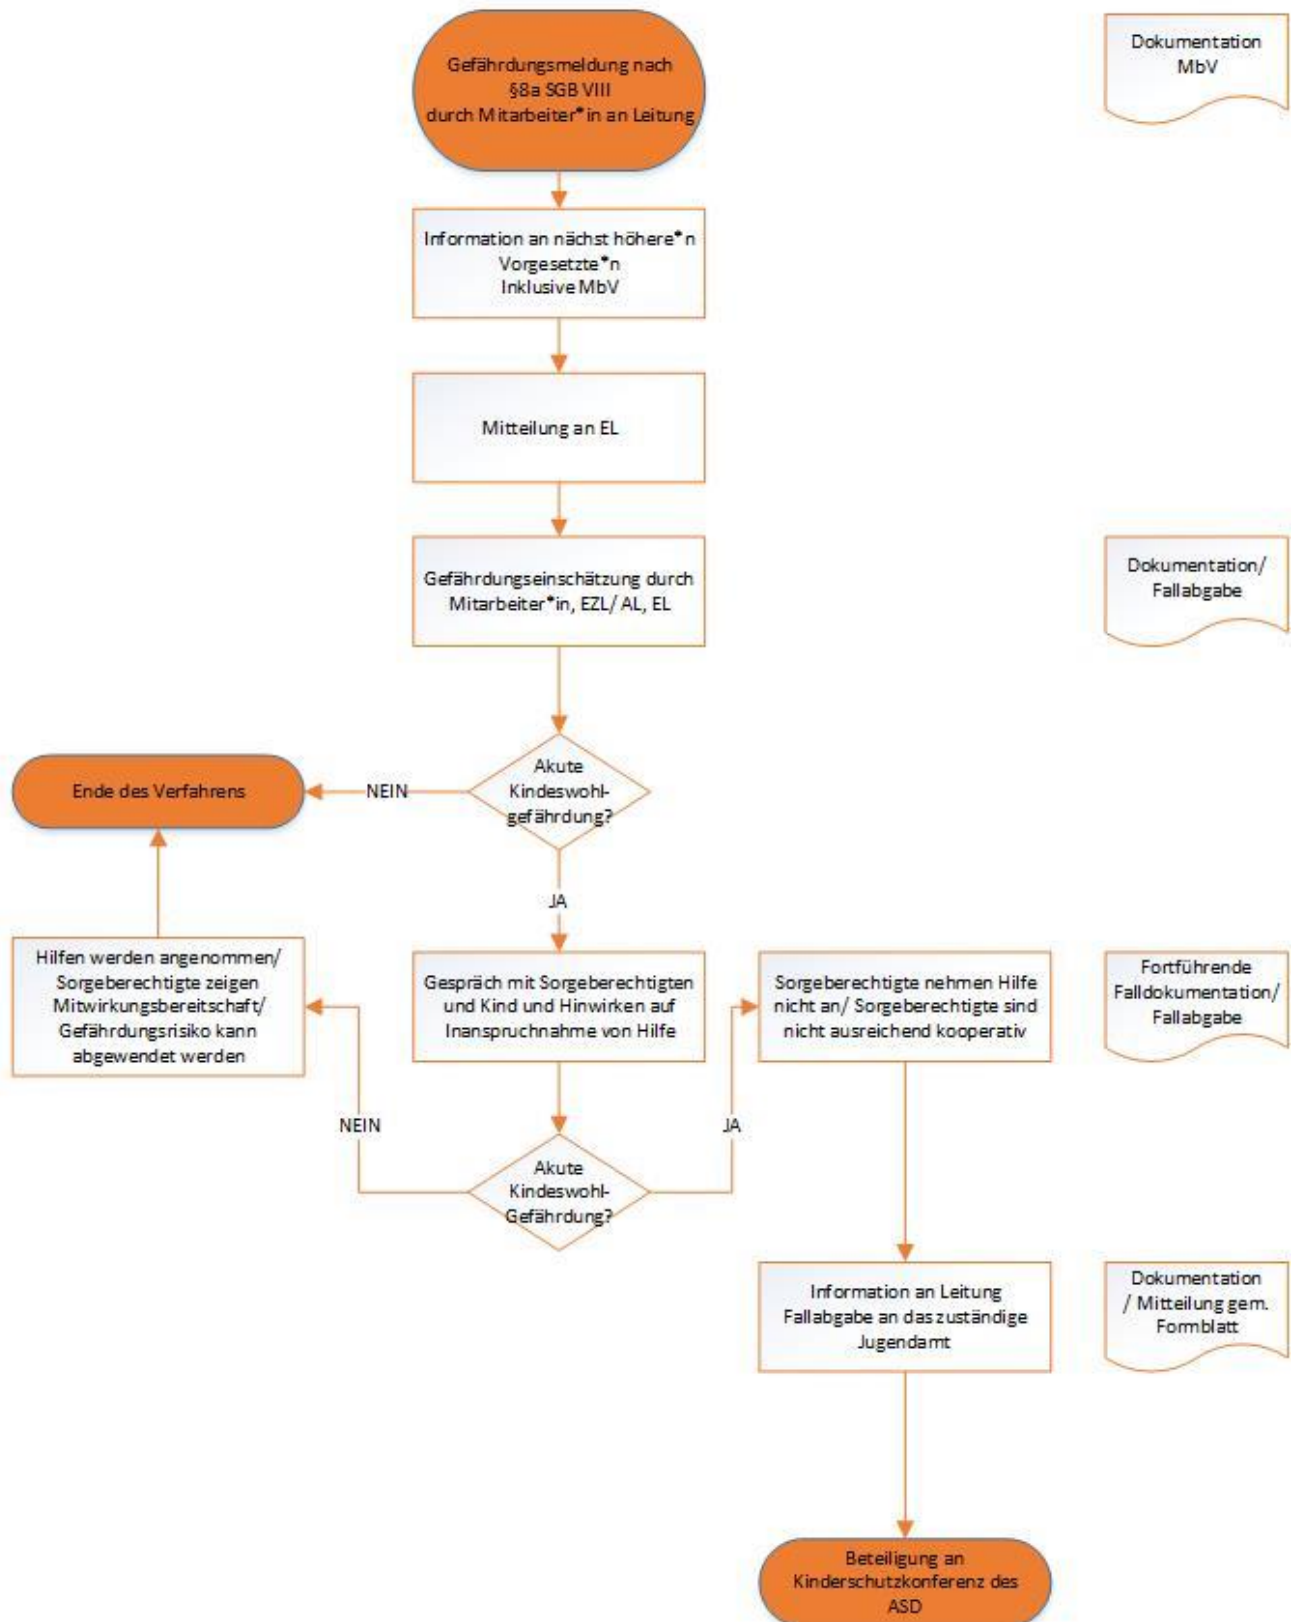 Gefährdungsmeldung nach
§8a SGB VIII
durch Mitarbeiter*in an Leitung
Dokumentation
MbV
Information an nächst höhere*n
Vorgesetzte*n
Inklusive MbV
Mitteilung an EL
Gefährdungseinschätzung durch
Mitarbeiter*in, EZL/ AL, EL
Dokumentation/
Fallabgabe
Akute
Kindeswohl-
gefährdung?
NEIN
Ende des Verfahrens
JA
Hilfen werden angenommen/
Sorgeberechtigte zeigen
Mitwirkungsbereitschaft/
Gefährdungsrisiko kann
abgewendet werden
Gespräch mit Sorgeberechtigten
und Kind und Hinwirken auf
Inanspruchnahme von Hilfe
Sorgeberechtigte nehmen Hilfe
nicht an/ Sorgeberechtigte sind
nicht ausreichend kooperativ
Fortführende
Falldokumentation/
Fallabgabe
NEIN
JA
Akute
Kindeswohl-
Gefährdung?
Information an Leitung
Fallabgabe an das zuständige
Jugendamt
Dokumentation
/ Mitteilung gem.
Formblatt
Beteiligung an
Kinderschutzkonferenz des
ASD